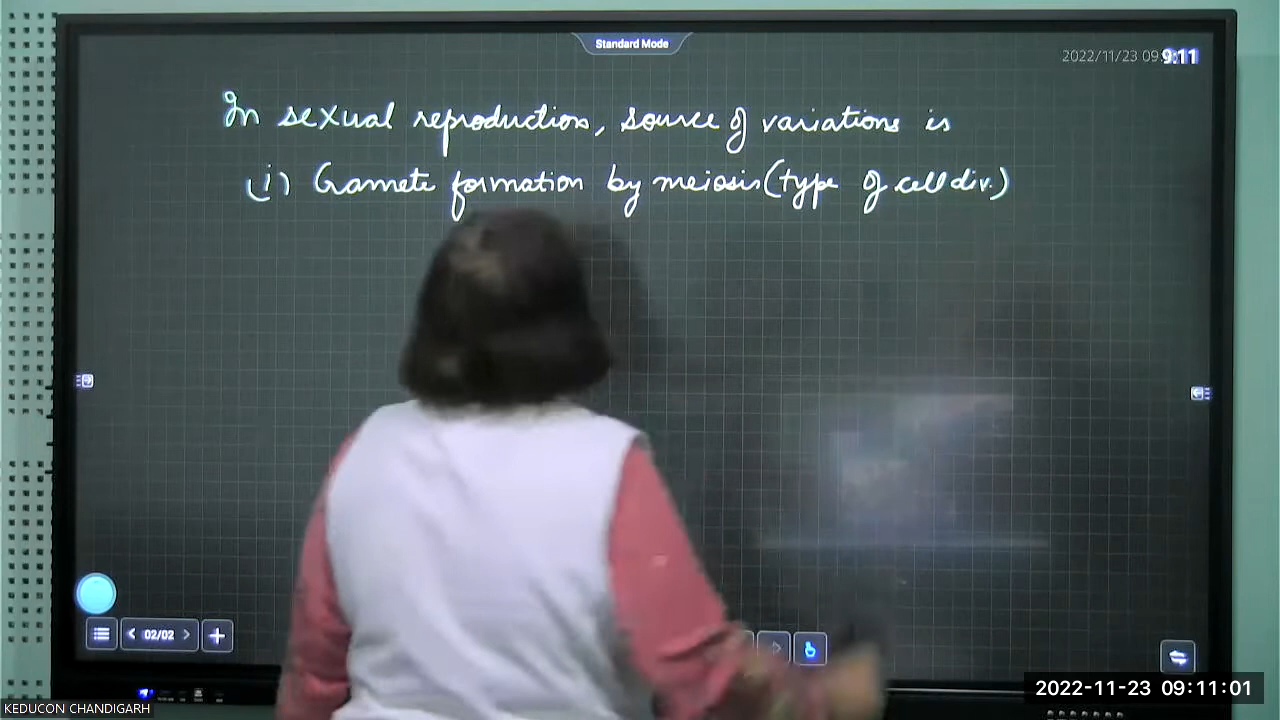 Standard Mode
2022/11/23 09: 9:11
In sexual reproduction, source of variations is
(i) Gamete formation by meiosis (type of cell div.)
02/02
2022-11-23 09:11:01
KEDUCON CHANDIGARH